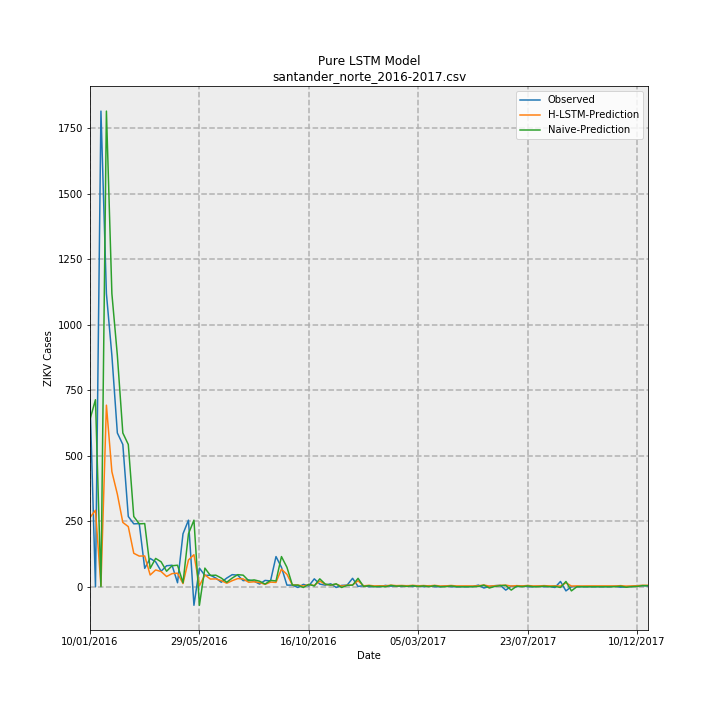 Pure LSTM Model
santander_norte_2016-2017.csv
Observed
H-LSTM-Prediction
Naive-Prediction
ZIKV Cases
1750
1500
1250
1000
750
500
250
0
10/01/2016
29/05/2016
16/10/2016
05/03/2017
23/07/2017
10/12/2017
Date